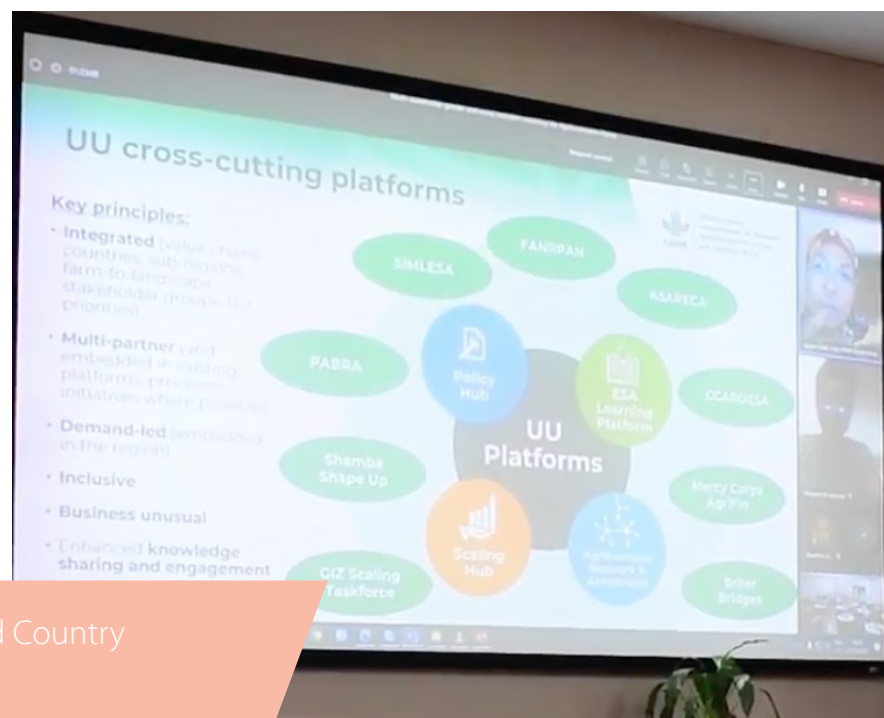 UU cross-cutting platforms
Key principles:
• Integrated (value chains,
countries, sub-regions,
farm-to-landscape,
stakeholder groups, UU
priorities)
• Multi-partner (and
embedded in existing
platforms, processes,
initiatives where possible)
• Demand-led (embedded
in the region)
• Inclusive
• Business unusual
• Enhanced knowledge
sharing and engagement
FANRPAN
SIMLESA
ASARECA
PABRA
Policy
Hub
ESA
Learning
Platform
CCARDESA
UU
Platforms
Shamba
Shape Up
Mercy Corps
AgriFin
Scaling
Hub
Agribusiness
Network &
Accelerator
GIZ Scaling
Taskforce
Briter
Bridges
d Country